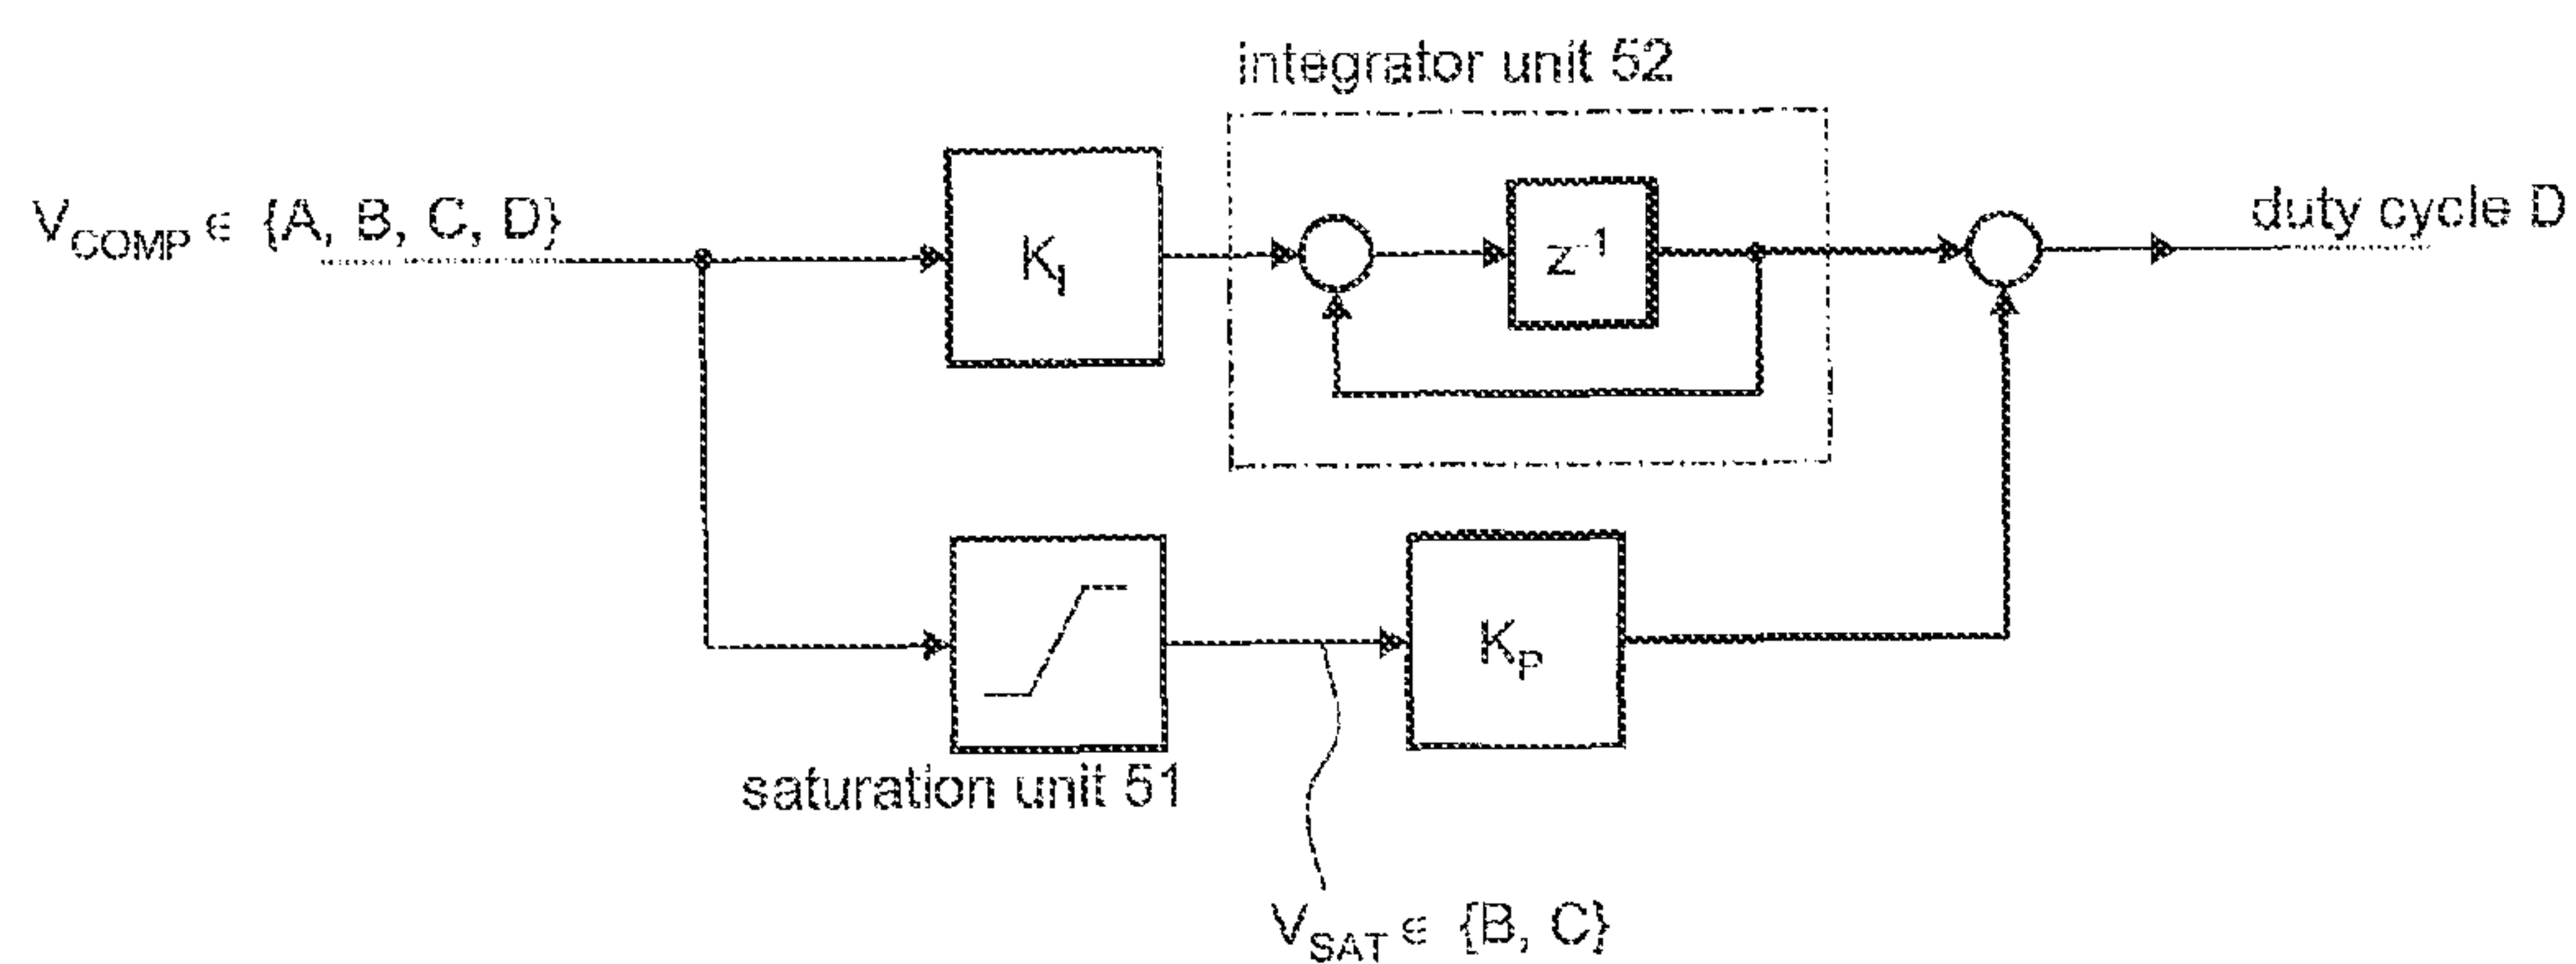 integrator unit 52
V_COMP ∈ {A, B, C, D}
K_I
z⁻¹
duty cycle D
K_P
saturation unit 51
V_SAT ∈ {B, C}